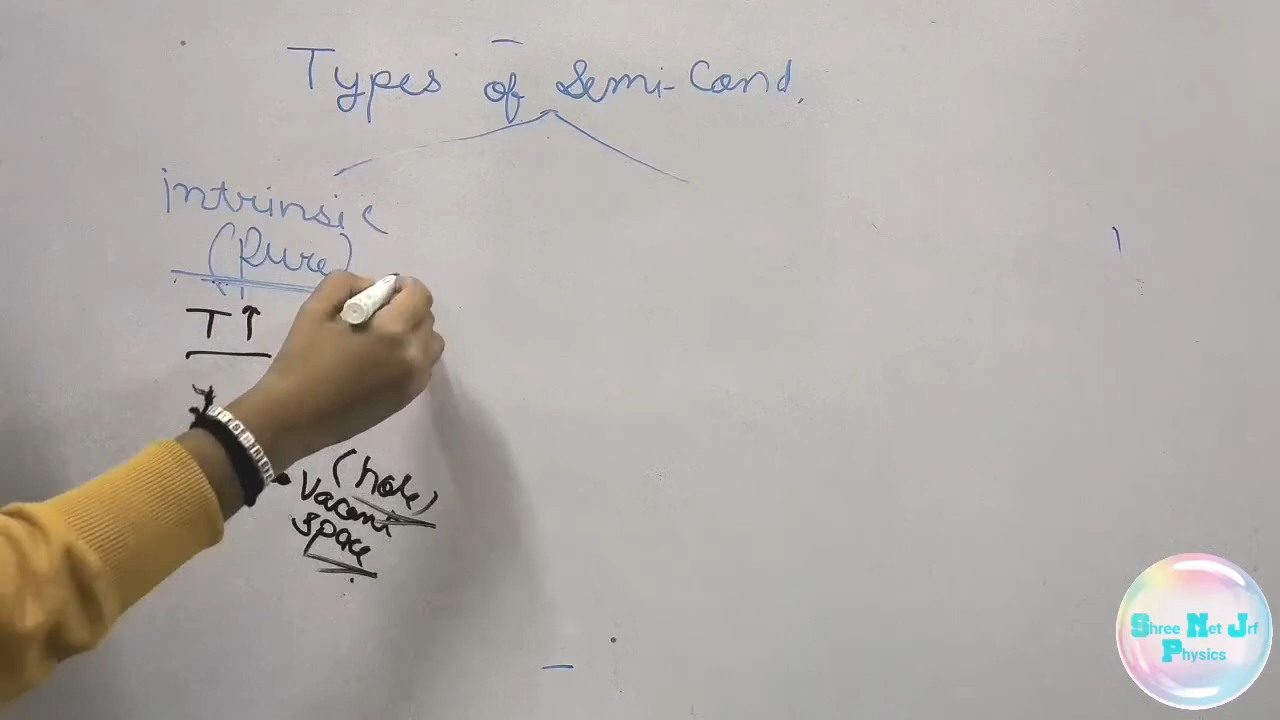 Types of Semi-Cond.
intrinsic
(Pure)
T↑
(hole)
Vacant
space
Shree Net Jrf
Physics